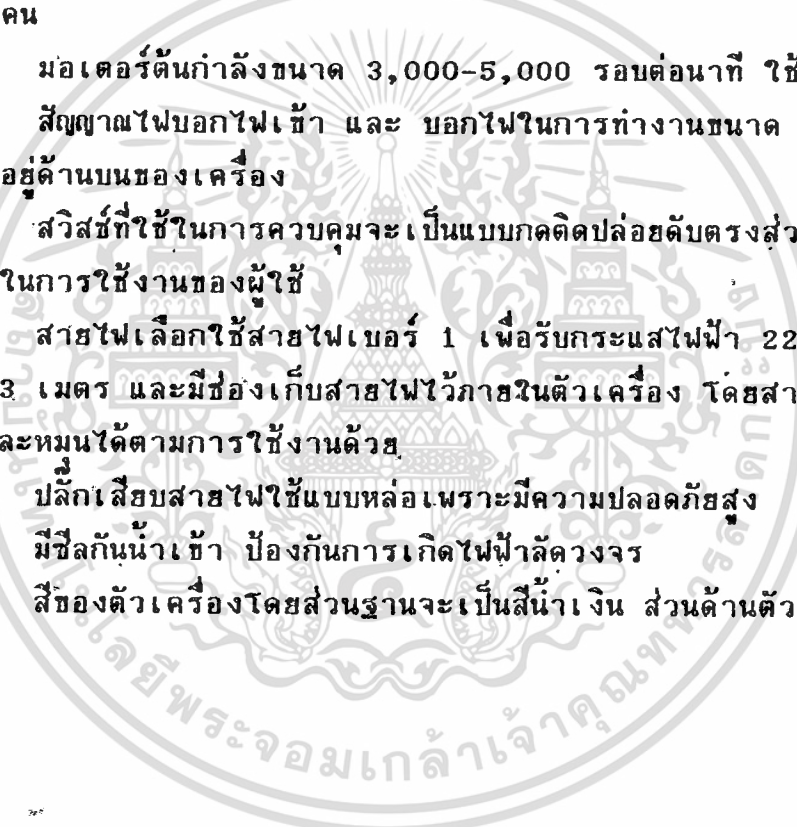 คน
มอเตอร์ต้นกำลังขนาด 3,000-5,000 รอบต่อนาที ใช้
สัญญาณไฟบอกไฟเข้า และ บอกไฟในการทำงานขนาด
อยู่ด้านบนของเครื่อง
สวิสช์ที่ใช้ในการควบคุมจะเป็นแบบกดติดปล่อยดับตรงส่ว
ในการใช้งานของผู้ใช้
สายไฟเลือกใช้สายไฟเบอร์ 1 เพื่อรับกระแสไฟฟ้า 22
3 เมตร และมีช่องเก็บสายไฟไว้ภายในตัวเครื่อง โดยสา
ละหมุนได้ตามการใช้งานด้วย
ปลั๊กเสียบสายไฟใช้แบบหล่อเพราะมีความปลอดภัยสูง
มีซีลกันน้ำเข้า ป้องกันการเกิดไฟฟ้าลัดวงจร
สีของตัวเครื่องโดยส่วนฐานจะเป็นสีน้ำเงิน ส่วนด้านตัว